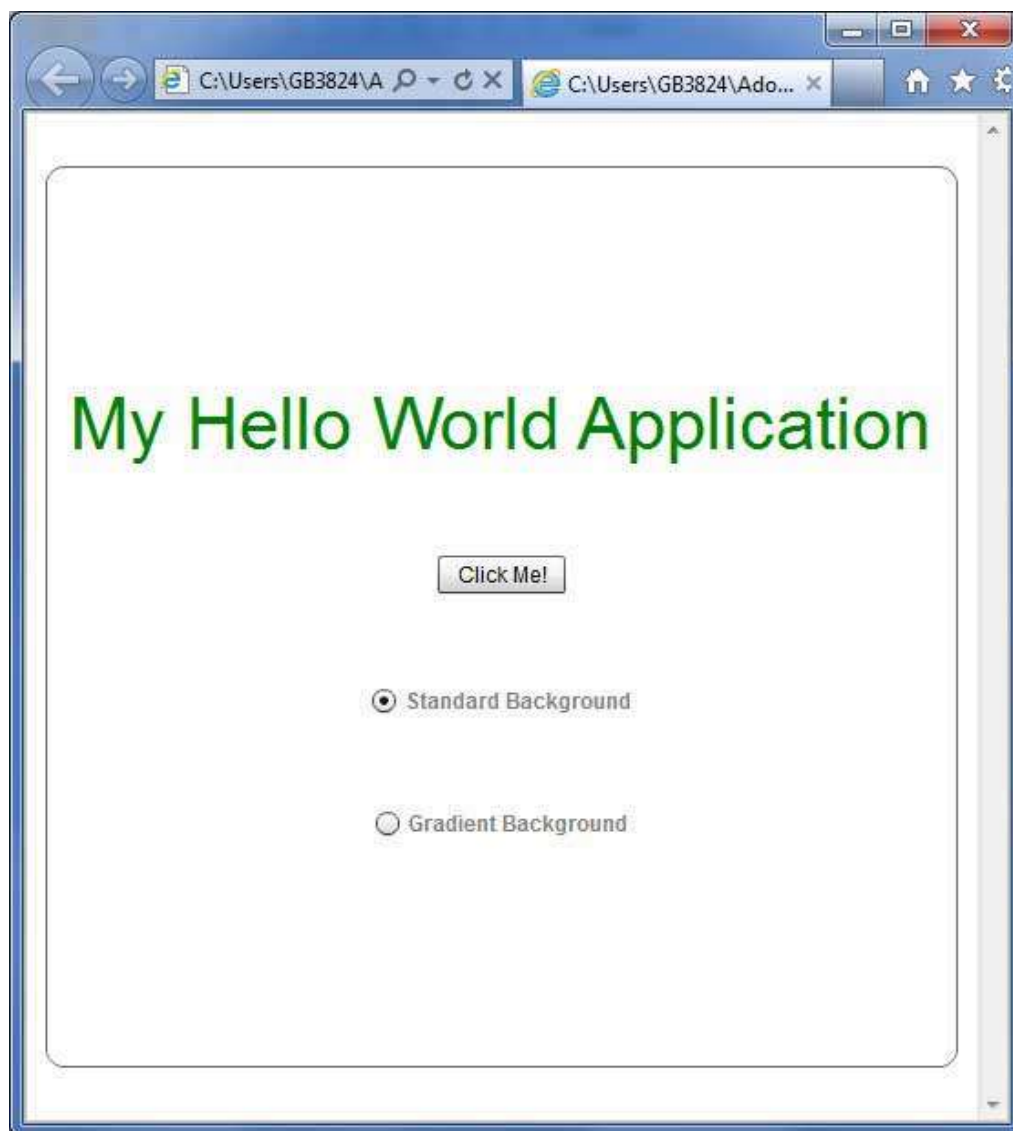 C:\Users\GB3824\A
C:\Users\GB3824\Ado...
My Hello World Application
Click Me!
Standard Background
Gradient Background